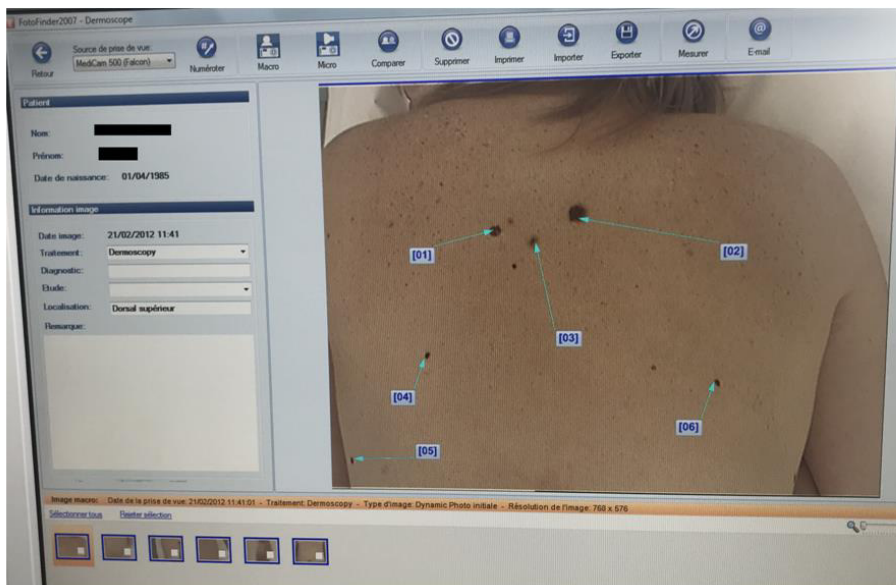 FotoFinder2007 - Dermoscope
Retour
Source de prise de vue:
MediCam 500 (Falcon)
Numéroter
Macro
Micro
Comparer
Supprimer
Imprimer
Importer
Exporter
Mesurer
E-mail
Patient
Nom:
Prénom:
Date de naissance: 01/04/1985
Information image
Date image: 21/02/2012 11:41
Traitement: Dermoscopy
Diagnostic:
Etude:
Localisation: Dorsal supérieur
Remarque:
[01]
[02]
[03]
[04]
[05]
[06]
Image macro: Date de la prise de vue: 21/02/2012 11:41:01 - Traitement: Dermoscopy - Type d'image: Dynamic Photo initiale - Résolution de l'image: 768 x 576
Sélectionner tous Rejeter sélection